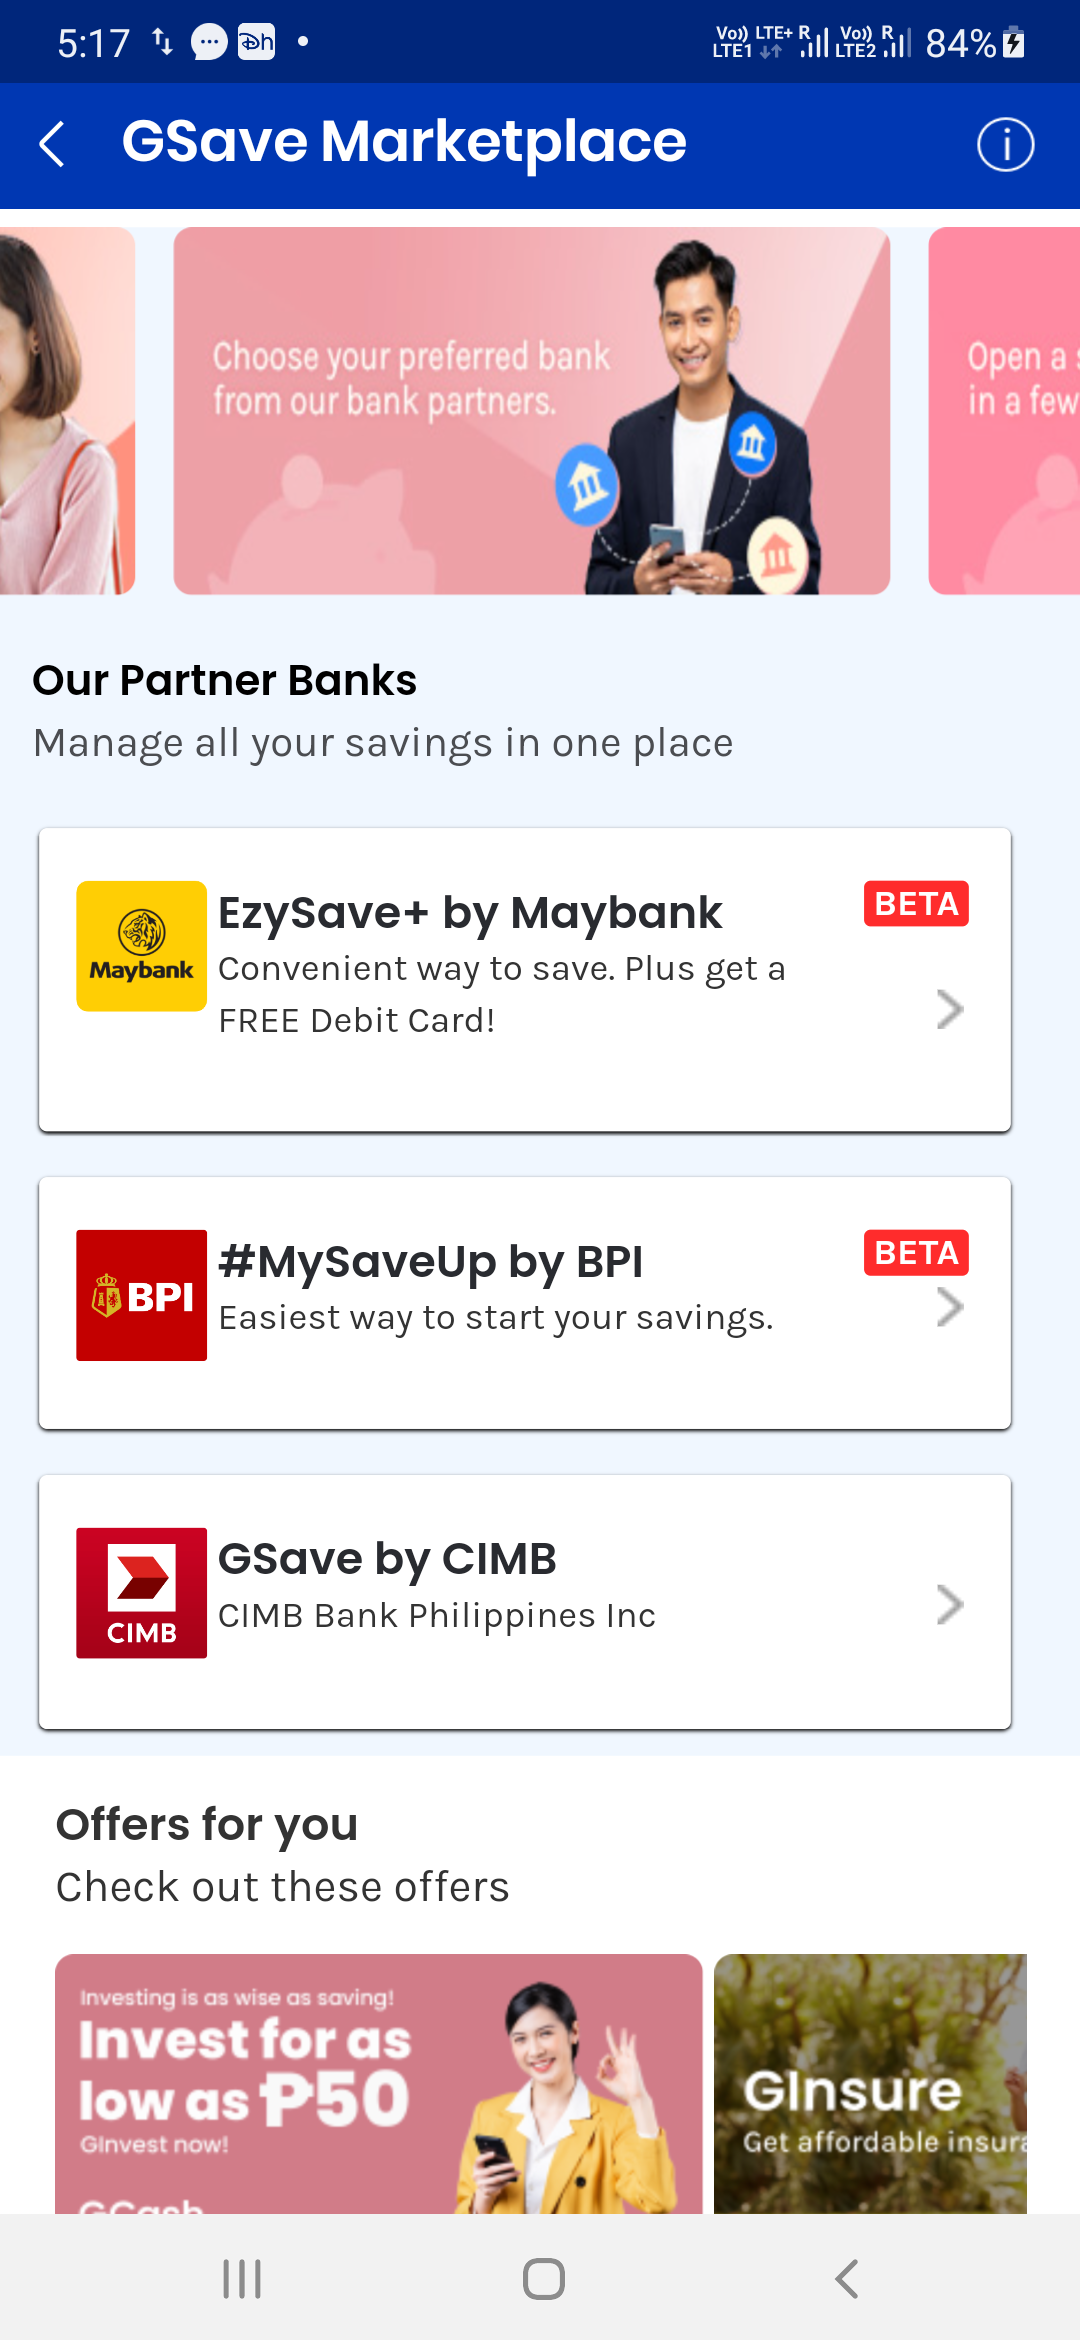 5:17
Vo)) LTE+ R Vo)) R 84%
LTE1 LTE2
GSave Marketplace
Choose your preferred bank
from our bank partners.
Open a
in a few
Our Partner Banks
Manage all your savings in one place
Maybank
EzySave+ by Maybank
BETA
Convenient way to save. Plus get a
FREE Debit Card!
BPI
#MySaveUp by BPI
BETA
Easiest way to start your savings.
CIMB
GSave by CIMB
CIMB Bank Philippines Inc
Offers for you
Check out these offers
Investing is as wise as saving!
Invest for as
low as ₱50
GInvest now!
GCash
GInsure
Get affordable insura